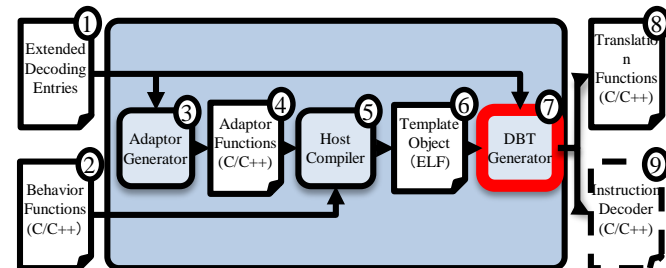 1
Extended
Decoding
Entries
2
Behavior
Functions
(C/C++)
3
Adaptor
Generator
4
Adaptor
Functions
(C/C++)
5
Host
Compiler
6
Template
Object
(ELF)
7
DBT
Generator
8
Translatio
n
Functions
(C/C++)
9
Instruction
Decoder
(C/C++)